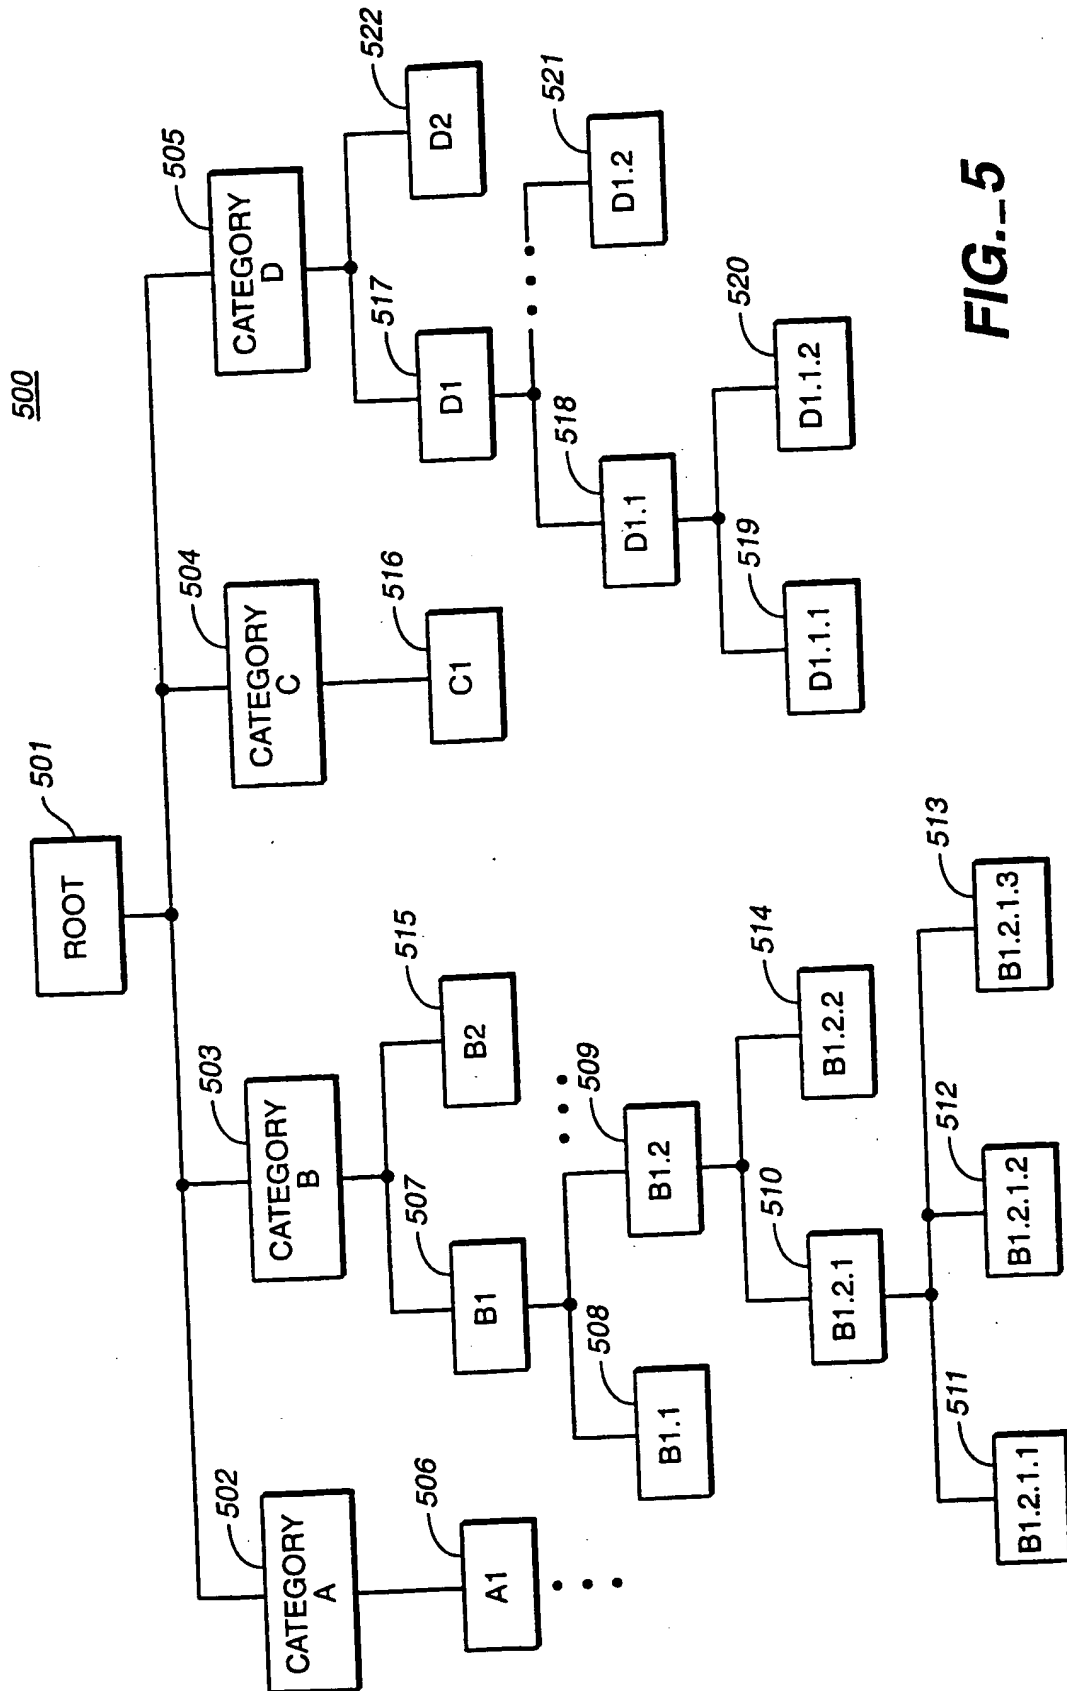 500
ROOT
501
CATEGORY
A
502
CATEGORY
B
503
CATEGORY
C
504
CATEGORY
D
505
A1
506
B1
507
B2
515
C1
516
D1
517
D2
522
B1.1
508
B1.2
509
D1.1
518
D1.2
521
B1.2.1
510
B1.2.2
514
D1.1.1
519
D1.1.2
520
B1.2.1.1
511
B1.2.1.2
512
B1.2.1.3
513
FIG._5